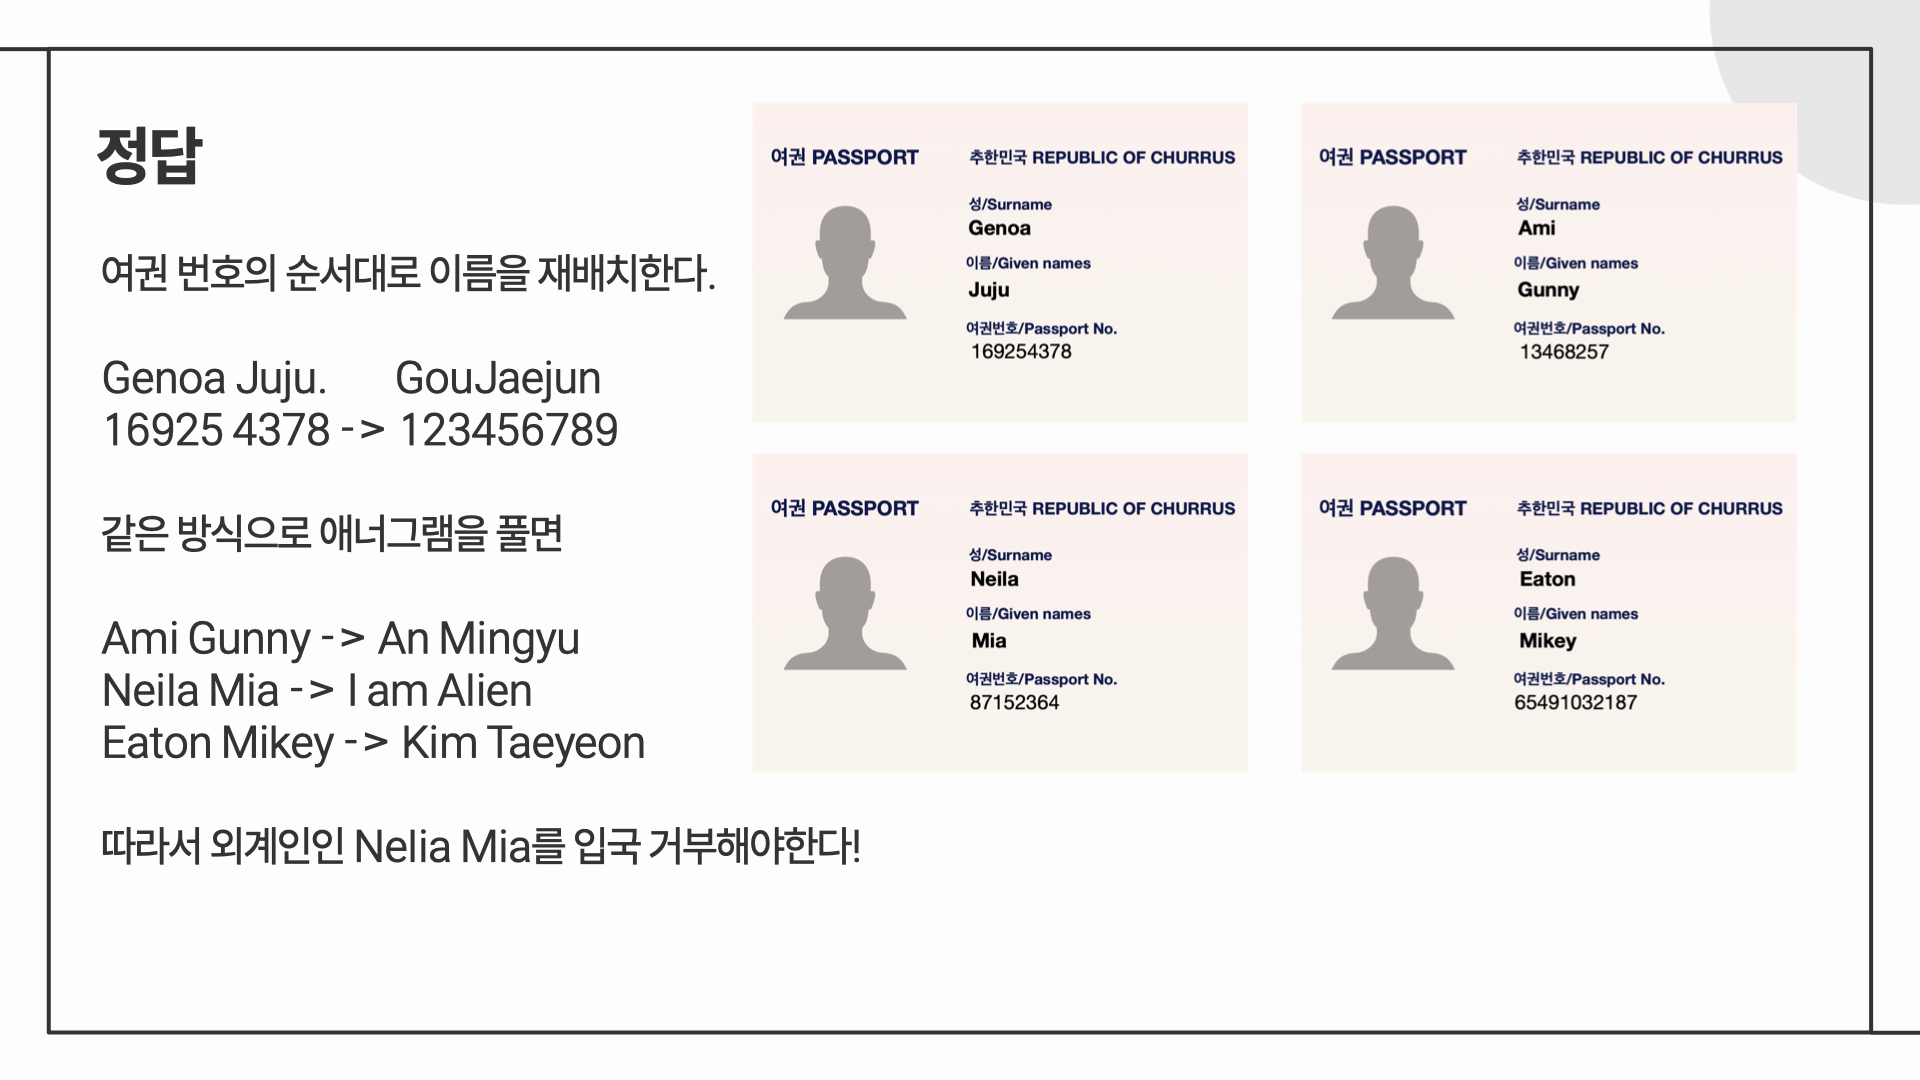 정답
여권 번호의 순서대로 이름을 재배치한다.
Genoa Juju. GouJaejun
16925 4378 -> 123456789
같은 방식으로 애너그램을 풀면
Ami Gunny -> An Mingyu
Neila Mia -> I am Alien
Eaton Mikey -> Kim Taeyeon
따라서 외계인인 Nelia Mia를 입국 거부해야한다!
여권 PASSPORT 추한민국 REPUBLIC OF CHURRUS
성/Surname
Genoa
이름/Given names
Juju
여권번호/Passport No.
169254378
여권 PASSPORT 추한민국 REPUBLIC OF CHURRUS
성/Surname
Ami
이름/Given names
Gunny
여권번호/Passport No.
13468257
여권 PASSPORT 추한민국 REPUBLIC OF CHURRUS
성/Surname
Neila
이름/Given names
Mia
여권번호/Passport No.
87152364
여권 PASSPORT 추한민국 REPUBLIC OF CHURRUS
성/Surname
Eaton
이름/Given names
Mikey
여권번호/Passport No.
65491032187